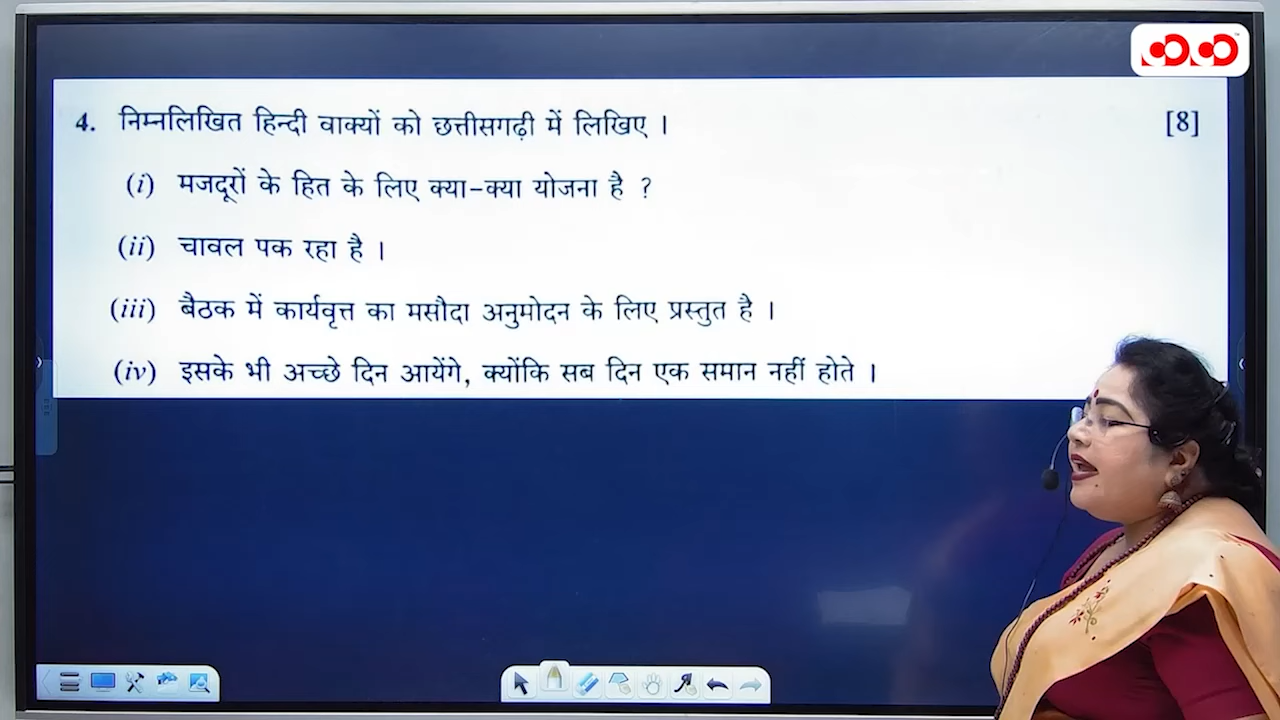 4. निम्नलिखित हिन्दी वाक्यों को छत्तीसगढ़ी में लिखिए । [8]
(i) मजदूरों के हित के लिए क्या-क्या योजना है ?
(ii) चावल पक रहा है ।
(iii) बैठक में कार्यवृत्त का मसौदा अनुमोदन के लिए प्रस्तुत है ।
(iv) इसके भी अच्छे दिन आयेंगे, क्योंकि सब दिन एक समान नहीं होते ।